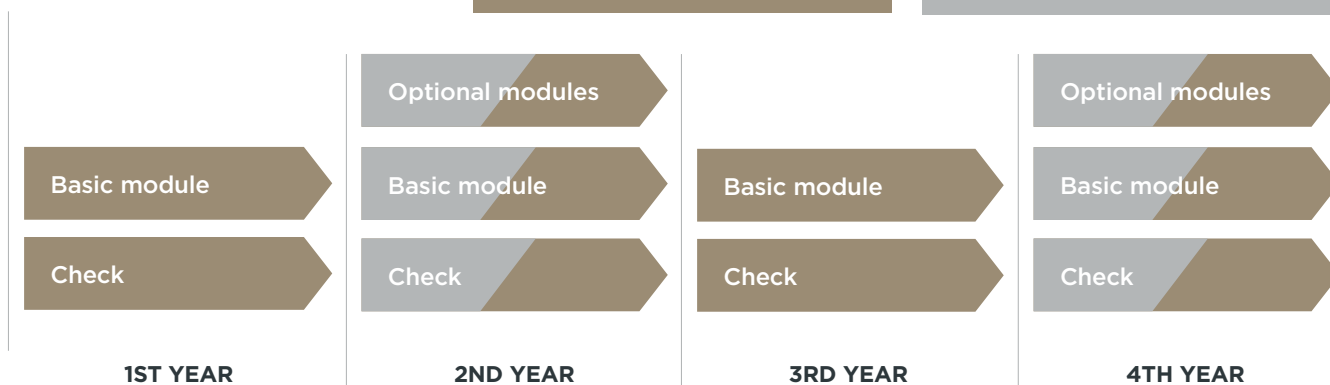 Optional modules
Optional modules
Basic module
Basic module
Basic module
Basic module
Check
Check
Check
Check
1ST YEAR
2ND YEAR
3RD YEAR
4TH YEAR